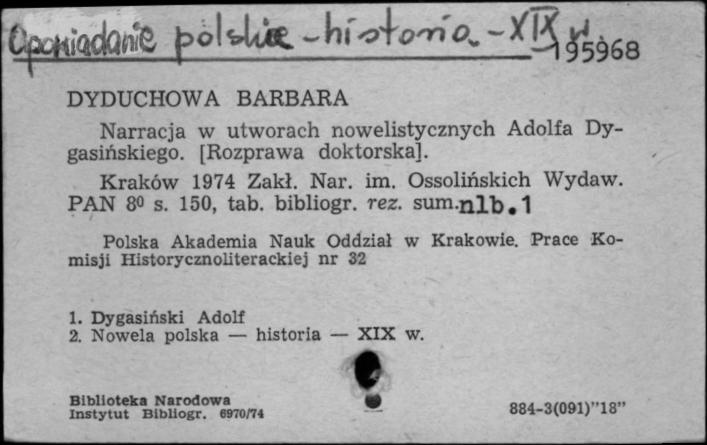 Opowiadanie polskie - historia - XIX w.
195968
DYDUCHOWA BARBARA
Narracja w utworach nowelistycznych Adolfa Dy-
gasińskiego. [Rozprawa doktorska].
Kraków 1974 Zakł. Nar. im. Ossolińskich Wydaw.
PAN 8⁰ s. 150, tab. bibliogr. rez. sum.nlb.1
Polska Akademia Nauk Oddział w Krakowie. Prace Ko-
misji Historycznoliterackiej nr 32
1. Dygasiński Adolf
2. Nowela polska — historia — XIX w.
Biblioteka Narodowa
Instytut Bibliogr. 6970/74
884-3(091)"18"